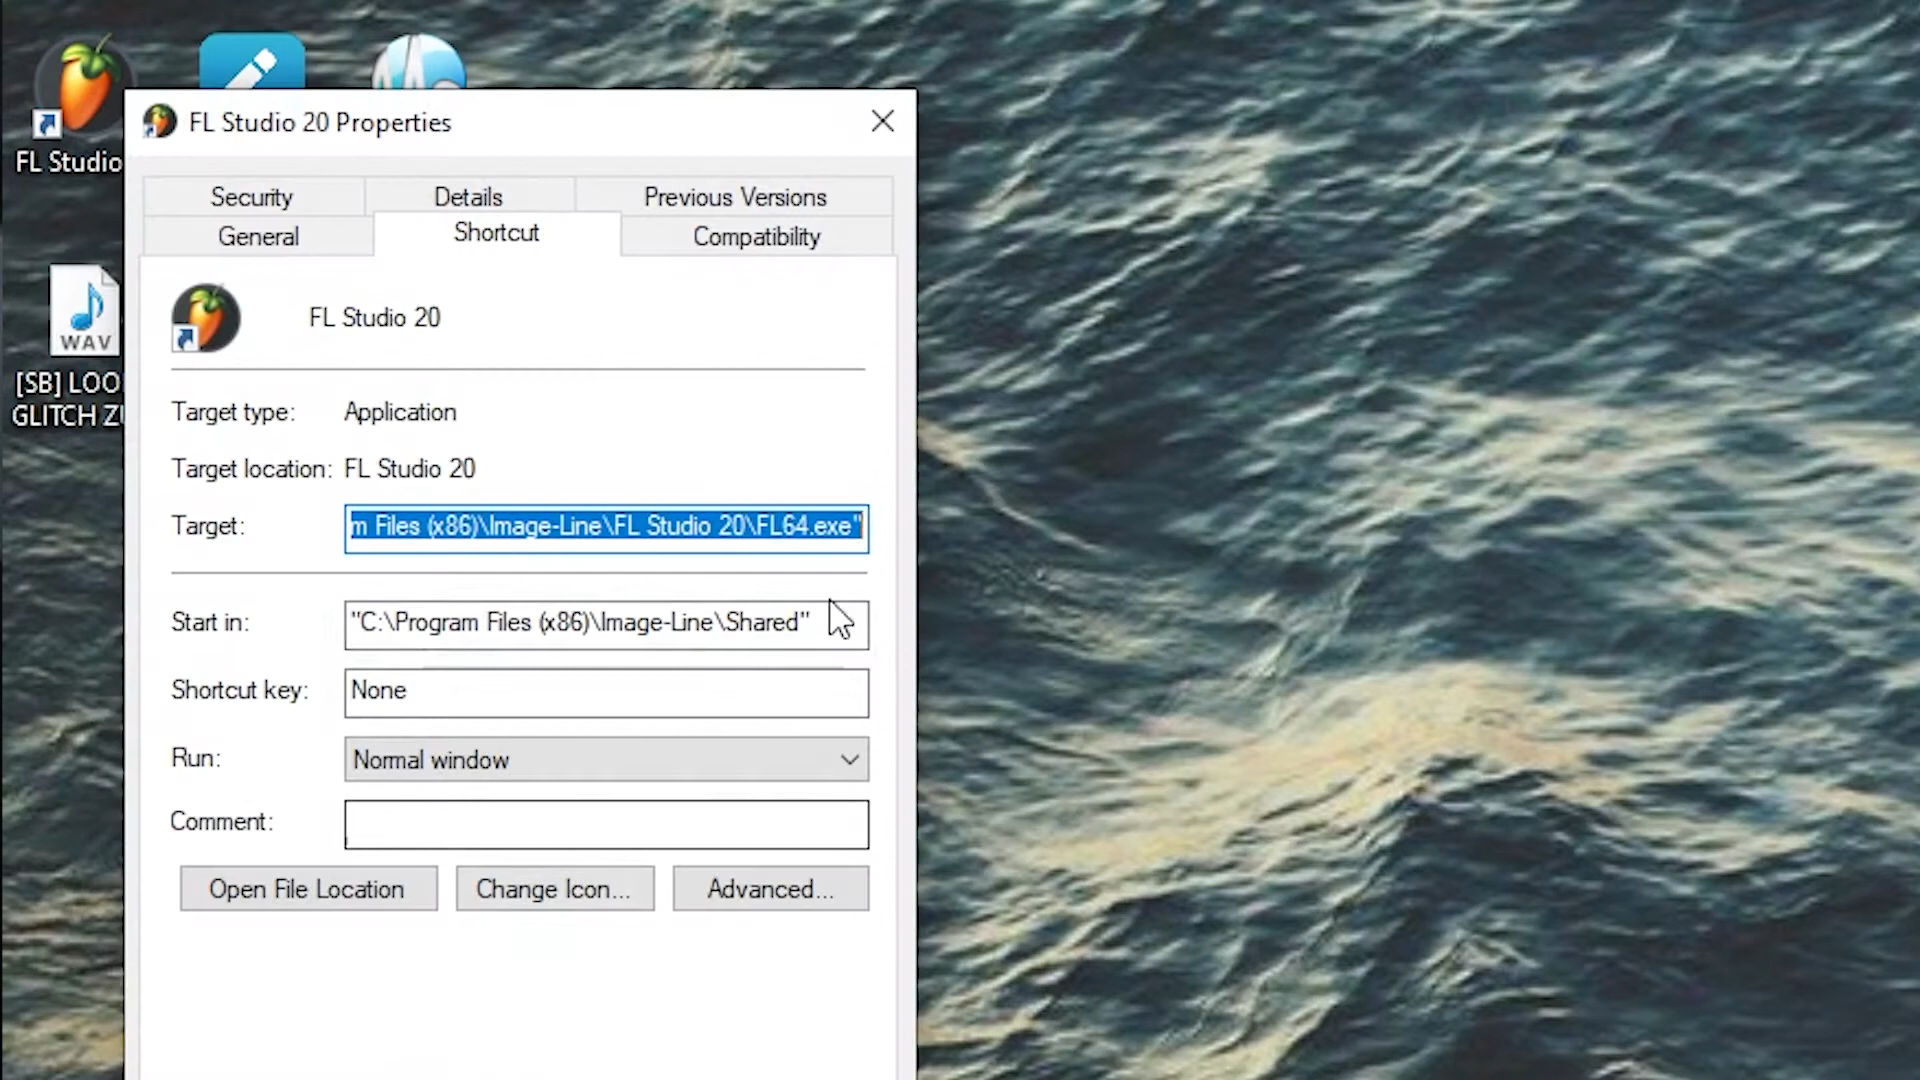 FL Studio
WAV
[SB] LOO
GLITCH
FL Studio 20 Properties
Security
Details
Previous Versions
General
Shortcut
Compatibility
FL Studio 20
Target type:
Application
Target location:
FL Studio 20
Target:
m Files (x86)\Image-Line\FL Studio 20\FL64.exe"
Start in:
"C:\Program Files (x86)\Image-Line\Shared"
Shortcut key:
None
Run:
Normal window
Comment:
Open File Location
Change Icon...
Advanced...